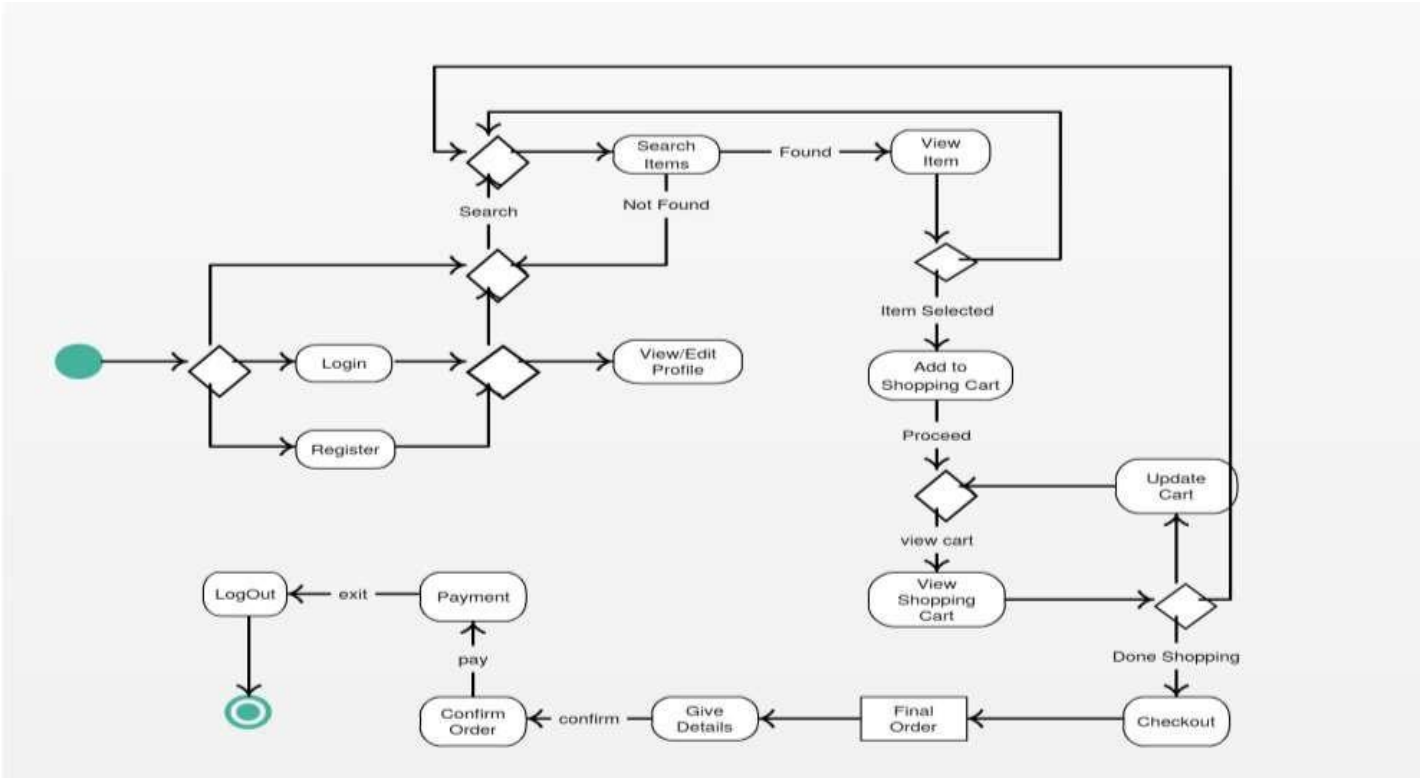 Search
Items
Found
View
Item
Search
Not Found
Item Selected
Login
View/Edit
Profile
Add to
Shopping Cart
Register
Proceed
Update
Cart
view cart
View
Shopping
Cart
LogOut
exit
Payment
pay
Done Shopping
Confirm
Order
confirm
Give
Details
Final
Order
Checkout